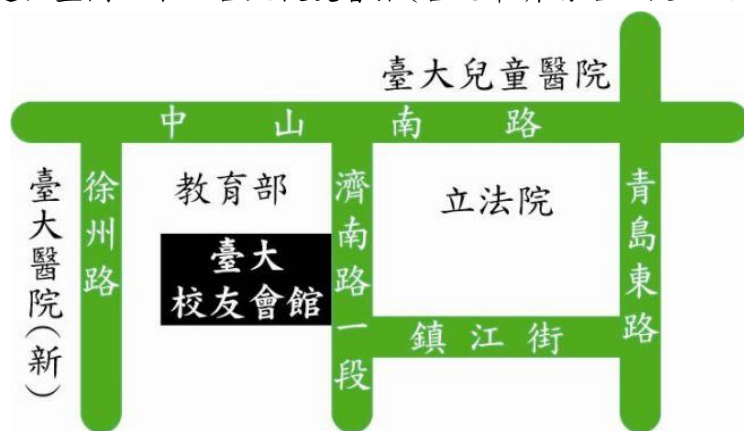 臺大兒童醫院
中山南路
臺大醫院(新)
徐州路
教育部
濟南路一段
立法院
青島東路
臺大
校友會館
鎮江街